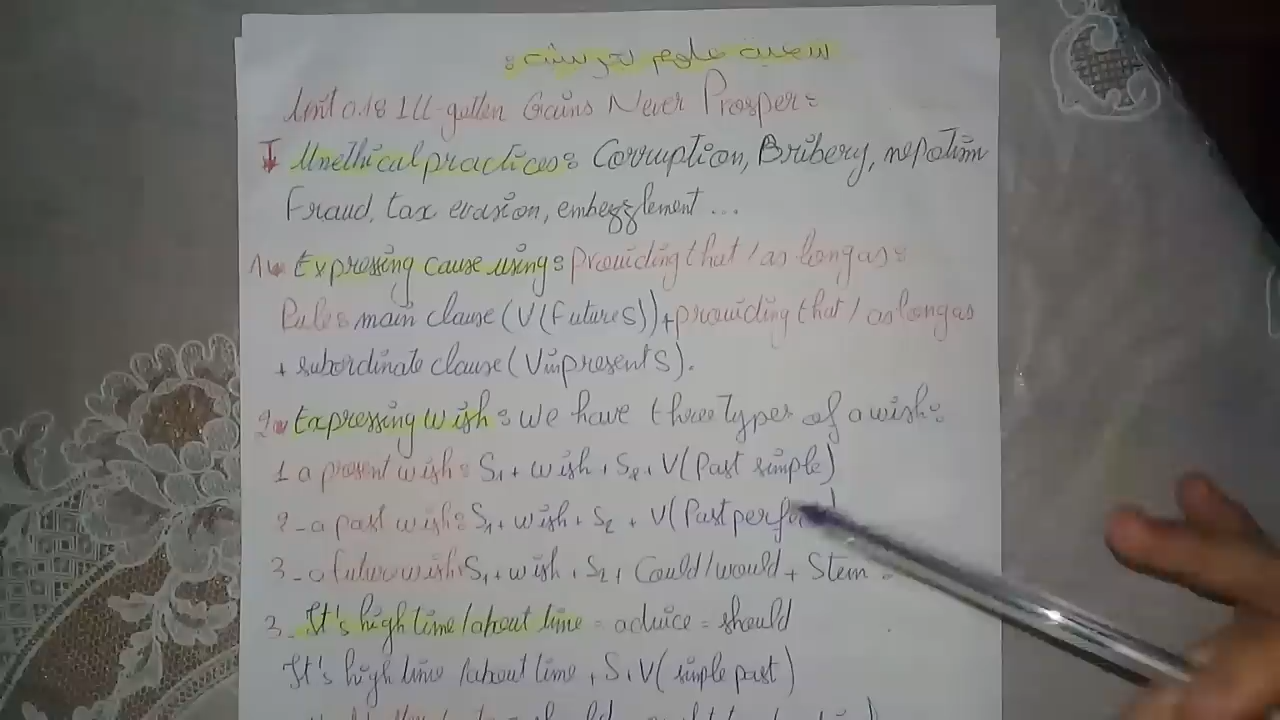 شعبة علوم تجريبية :
Unit 0.1 : Ill-gotten Gains Never Prosper :
I Unethical practices : Corruption, Bribery, nepotism
Fraud, tax evasion, embezzlement ...
1 Expressing cause using : providing that / as long as :
Rule : main clause (V (future S)) + providing that / as long as
+ subordinate clause (V in present S).
2 Expressing wish : we have three types of a wish :
1 a present wish : S1 + wish + S2 + V (Past simple)
2 - a past wish : S1 + wish + S2 + V (Past
3 - a future wish : S1 + wish + S2 + Could / would + Stem
3 - It's high time / about time = advice = should
It's high time / about time + S + V (simple past)